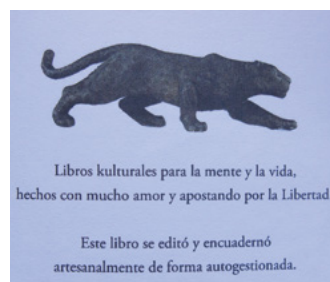 Libros kulturales para la mente y la vida,
hechos con mucho amor y apostando por la Libertad
Este libro se editó y encuadernó
artesanalmente de forma autogestionada.